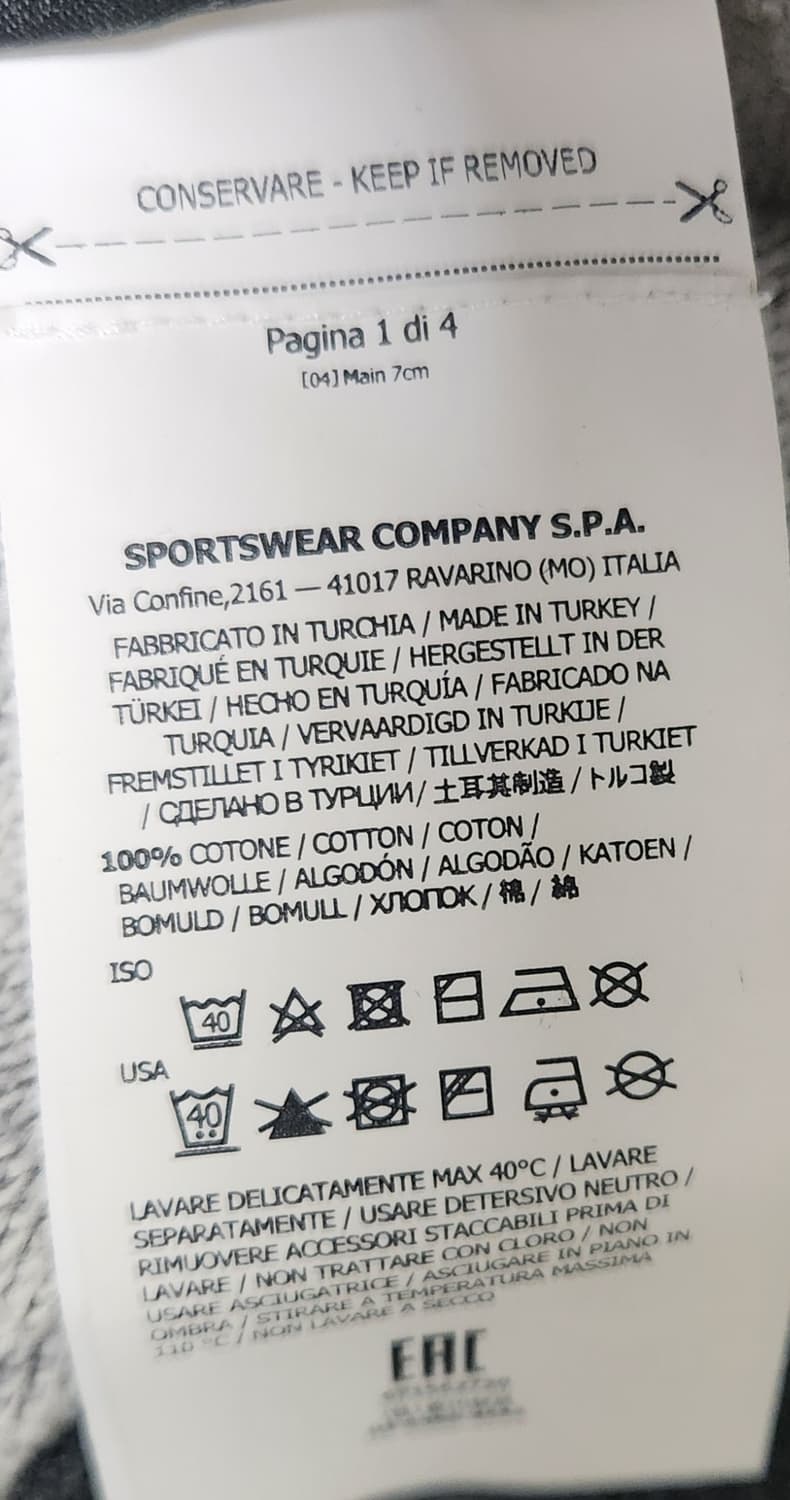 CONSERVARE - KEEP IF REMOVED
Pagina 1 di 4
[04] Main 7cm
SPORTSWEAR COMPANY S.P.A.
Via Confine,2161 — 41017 RAVARINO (MO) ITALIA
FABBRICATO IN TURCHIA / MADE IN TURKEY /
FABRIQUÉ EN TURQUIE / HERGESTELLT IN DER
TÜRKEI / HECHO EN TURQUÍA / FABRICADO NA
TURQUIA / VERVAARDIGD IN TURKIJE /
FREMSTILLET I TYRIKIET / TILLVERKAD I TURKIET
/ СДЕЛАНО В ТУРЦИИ / 土耳其制造 / トルコ製
100% COTONE / COTTON / COTON /
BAUMWOLLE / ALGODÓN / ALGODÃO / KATOEN /
BOMULD / BOMULL / ХЛОПОК / 棉 / 綿
ISO
40
USA
40
LAVARE DELICATAMENTE MAX 40°C / LAVARE
SEPARATAMENTE / USARE DETERSIVO NEUTRO /
RIMUOVERE ACCESSORI STACCABILI PRIMA DI
LAVARE / NON TRATTARE CON CLORO / NON
USARE ASCIUGATRICE / ASCIUGARE IN PIANO IN
OMBRA / STIRARE A TEMPERATURA MASSIMA
110 °C / NON LAVARE A SECCO
EAC